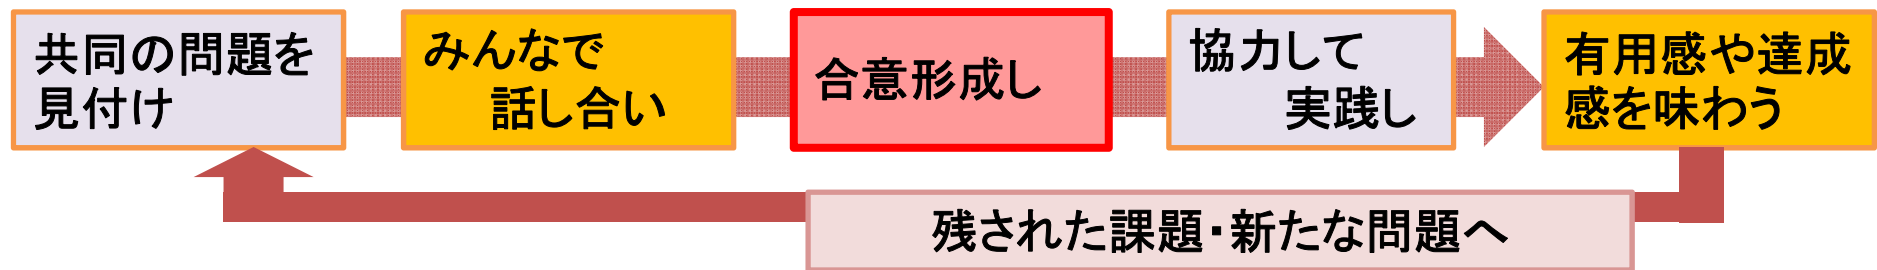 共同の問題を
見付け
みんなで
話し合い
合意形成し
協力して
実践し
有用感や達成
感を味わう
残された課題・新たな問題へ